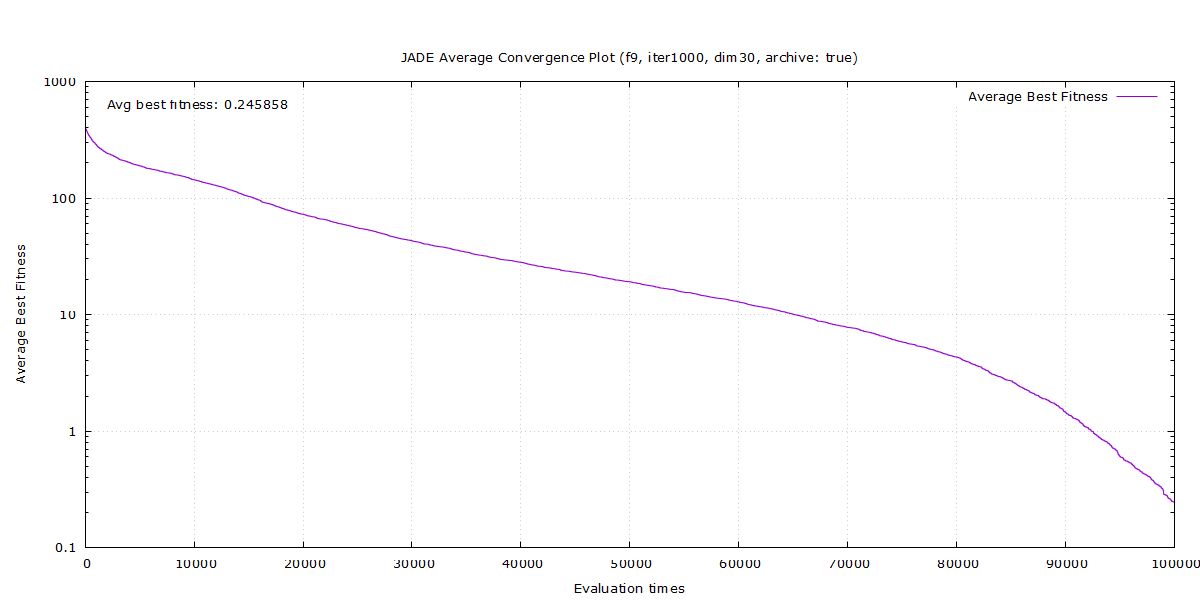 JADE Average Convergence Plot (f9, iter1000, dim30, archive: true)
1000
Avg best fitness: 0.245858
Average Best Fitness
100
10
1
0.1
Average Best Fitness
0 10000 20000 30000 40000 50000 60000 70000 80000 90000 100000
Evaluation times